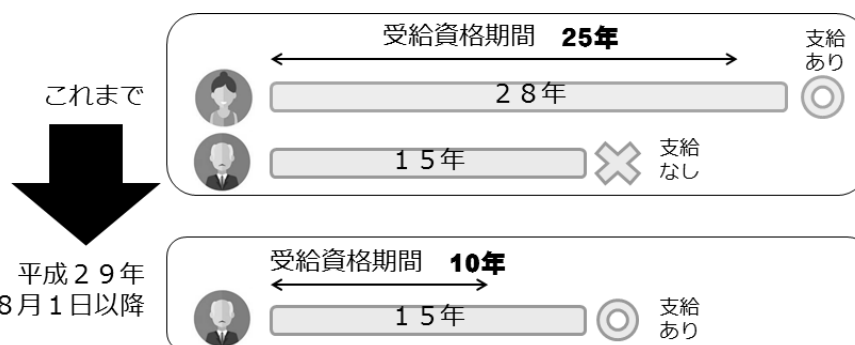 受給資格期間 25年
支給
あり
これまで
２８年
１５年
支給
なし
平成２９年
8月１日以降
受給資格期間 10年
１５年
支給
あり